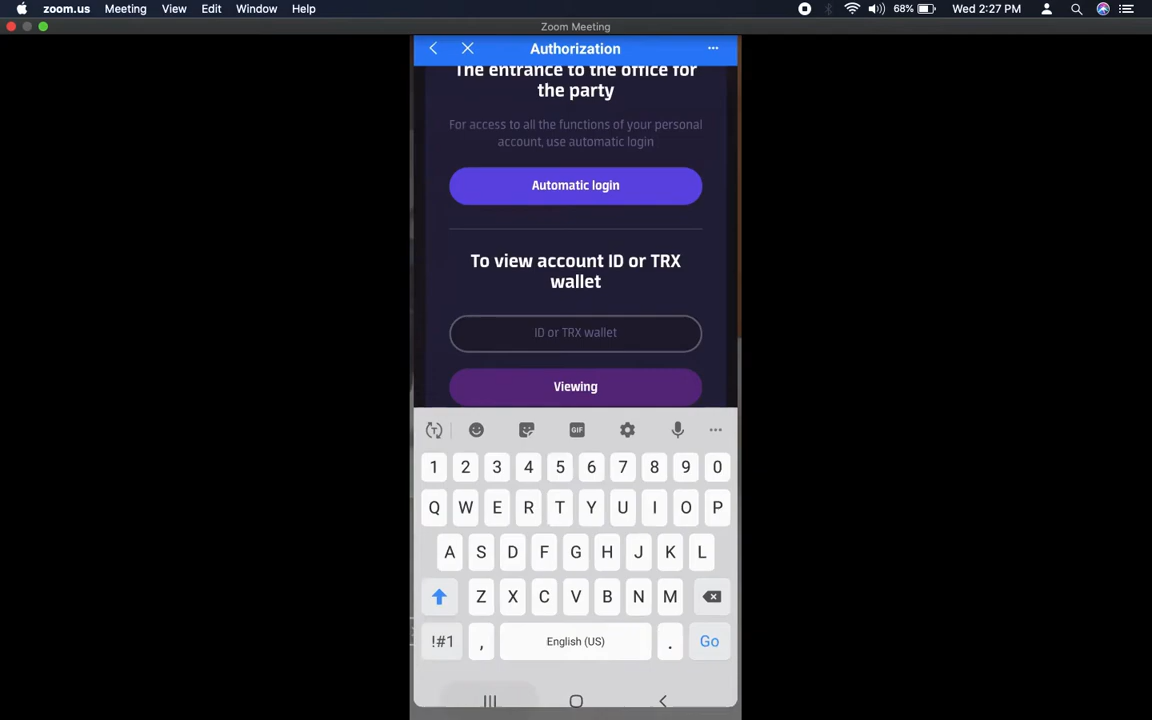 zoom.us Meeting View Edit Window Help 68% Wed 2:27 PM
Zoom Meeting
Authorization
The entrance to the office for
the party
For access to all the functions of your personal
account, use automatic login
Automatic login
To view account ID or TRX
wallet
ID or TRX wallet
Viewing
T GIF
1 2 3 4 5 6 7 8 9 0
Q W E R T Y U I O P
A S D F G H J K L
Z X C V B N M
!#1 , English (US) . Go